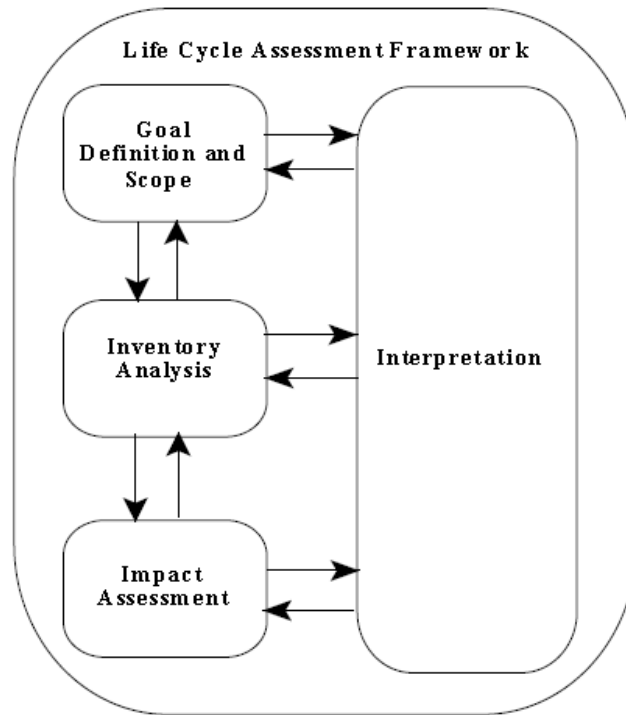 Life Cycle Assessment Framework
Goal
Definition and
Scope
Inventory
Analysis
Interpretation
Impact
Assessment